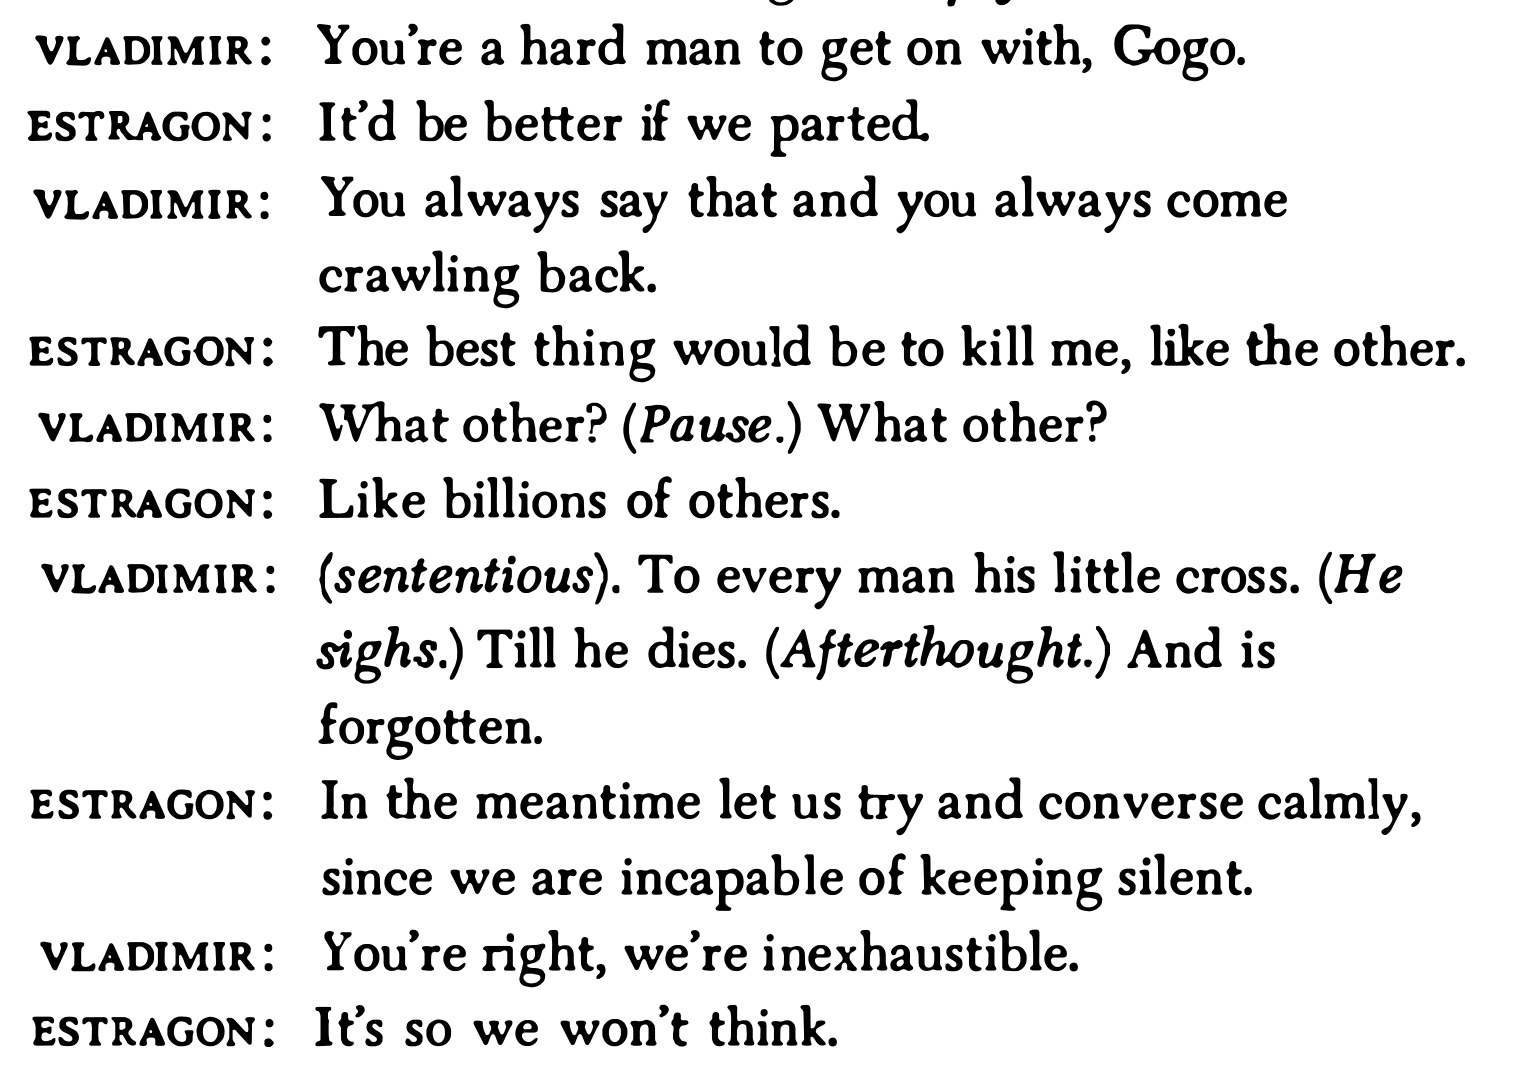 VLADIMIR: You're a hard man to get on with, Gogo.
ESTRAGON: It'd be better if we parted.
VLADIMIR: You always say that and you always come
crawling back.
ESTRAGON: The best thing would be to kill me, like the other.
VLADIMIR: What other? (Pause.) What other?
ESTRAGON: Like billions of others.
VLADIMIR: (sententious). To every man his little cross. (He
sighs.) Till he dies. (Afterthought.) And is
forgotten.
ESTRAGON: In the meantime let us try and converse calmly,
since we are incapable of keeping silent.
VLADIMIR: You're right, we're inexhaustible.
ESTRAGON: It's so we won't think.